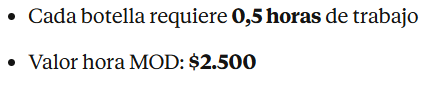 • Cada botella requiere 0,5 horas de trabajo
• Valor hora MOD: $2.500